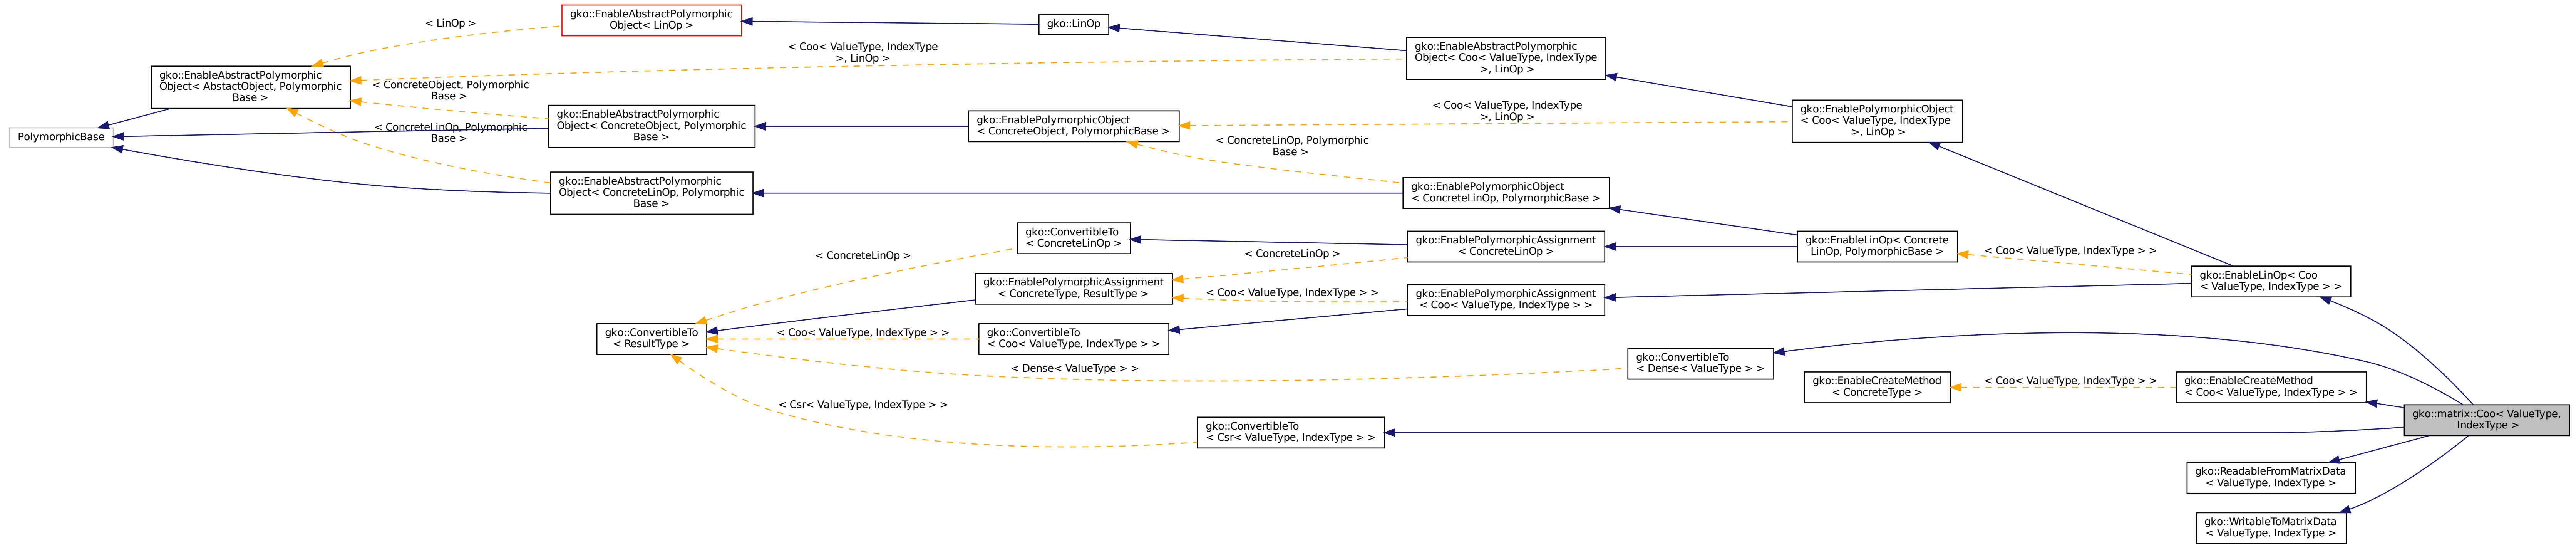 PolymorphicBase
gko::EnableAbstractPolymorphic
Object< AbstactObject, Polymorphic
Base >
< LinOp >
gko::EnableAbstractPolymorphic
Object< LinOp >
gko::LinOp
< Coo< ValueType, IndexType
>, LinOp >
gko::EnableAbstractPolymorphic
Object< Coo< ValueType, IndexType
>, LinOp >
< ConcreteObject, Polymorphic
Base >
gko::EnableAbstractPolymorphic
Object< ConcreteObject, Polymorphic
Base >
gko::EnablePolymorphicObject
< ConcreteObject, PolymorphicBase >
< Coo< ValueType, IndexType
>, LinOp >
gko::EnablePolymorphicObject
< Coo< ValueType, IndexType
>, LinOp >
< ConcreteLinOp, Polymorphic
Base >
gko::EnableAbstractPolymorphic
Object< ConcreteLinOp, Polymorphic
Base >
< ConcreteLinOp, Polymorphic
Base >
gko::EnablePolymorphicObject
< ConcreteLinOp, PolymorphicBase >
< ConcreteLinOp >
gko::ConvertibleTo
< ConcreteLinOp >
gko::EnablePolymorphicAssignment
< ConcreteLinOp >
gko::EnableLinOp< Concrete
LinOp, PolymorphicBase >
< Coo< ValueType, IndexType > >
gko::EnableLinOp< Coo
< ValueType, IndexType > >
gko::EnablePolymorphicAssignment
< ConcreteType, ResultType >
< ConcreteLinOp >
< Coo< ValueType, IndexType > >
gko::EnablePolymorphicAssignment
< Coo< ValueType, IndexType > >
gko::ConvertibleTo
< ResultType >
< Coo< ValueType, IndexType > >
gko::ConvertibleTo
< Coo< ValueType, IndexType > >
< Dense< ValueType > >
gko::ConvertibleTo
< Dense< ValueType > >
gko::EnableCreateMethod
< ConcreteType >
< Coo< ValueType, IndexType > >
gko::EnableCreateMethod
< Coo< ValueType, IndexType > >
< Csr< ValueType, IndexType > >
gko::ConvertibleTo
< Csr< ValueType, IndexType > >
gko::matrix::Coo< ValueType,
IndexType >
gko::ReadableFromMatrixData
< ValueType, IndexType >
gko::WritableToMatrixData
< ValueType, IndexType >